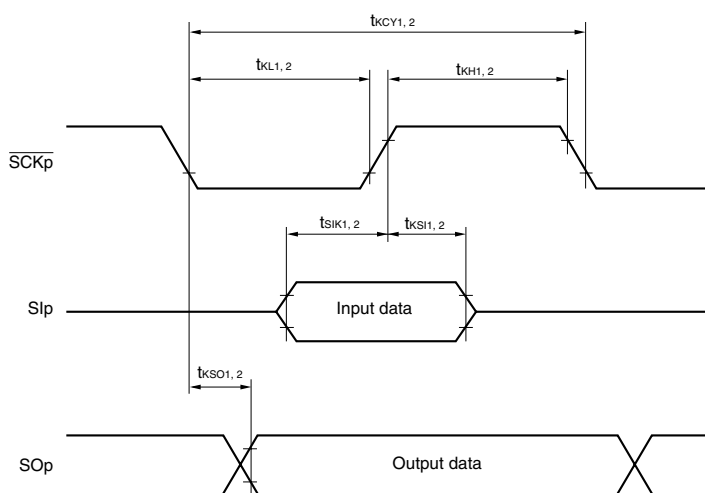 tKCY1, 2
tKL1, 2
tKH1, 2
SCKp
tSIK1, 2
tKSI1, 2
SIp
Input data
tKSO1, 2
SOp
Output data